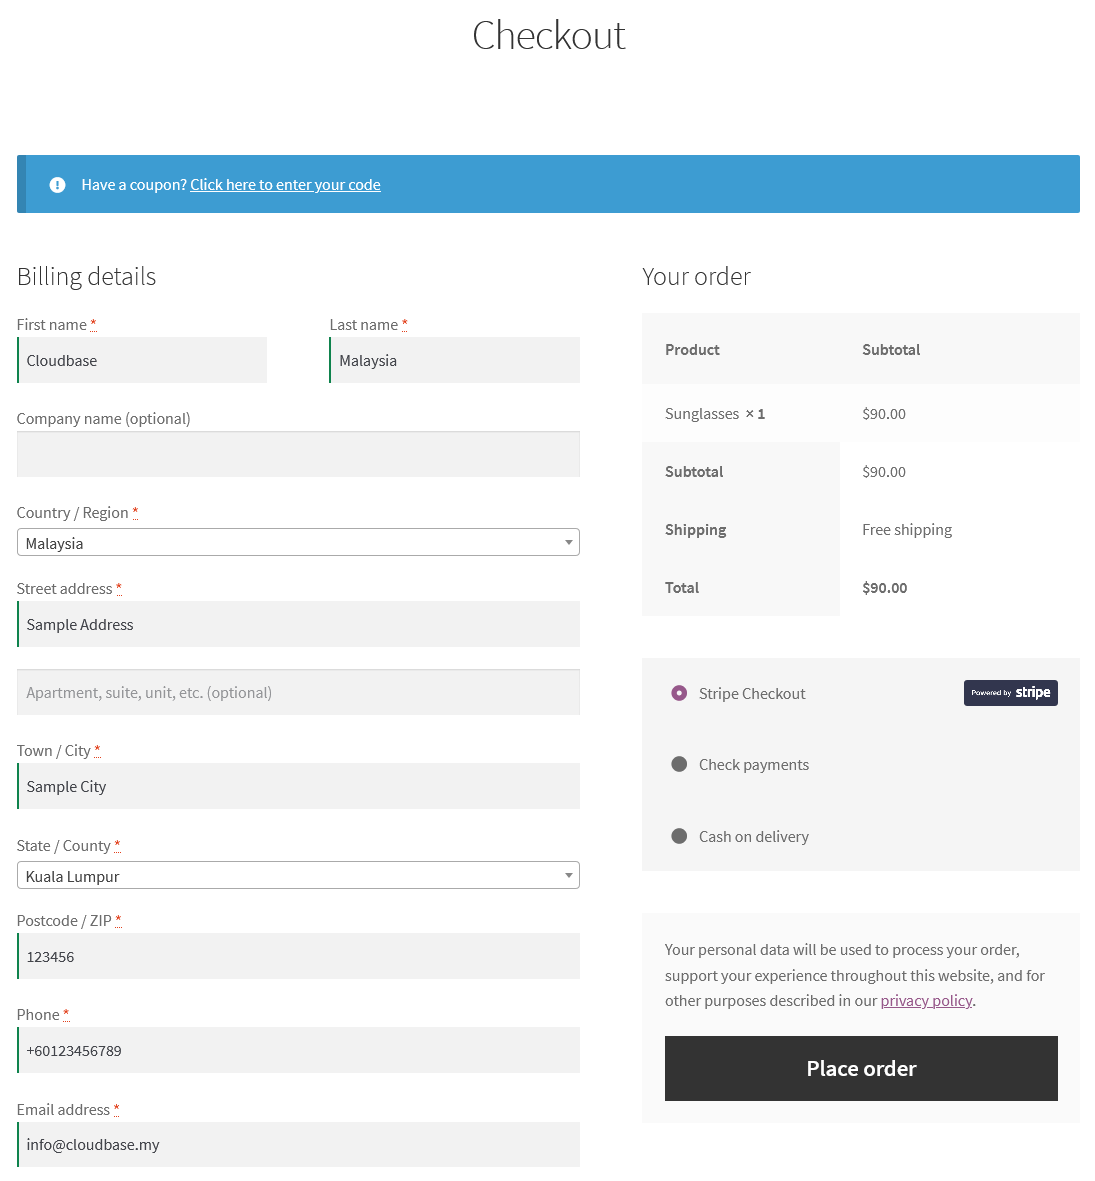 Checkout
Have a coupon? Click here to enter your code
Billing details
First name *
Last name *
Cloudbase
Malaysia
Company name (optional)
Country / Region *
Malaysia
Street address *
Sample Address
Apartment, suite, unit, etc. (optional)
Town / City *
Sample City
State / County *
Kuala Lumpur
Postcode / ZIP *
123456
Phone *
+60123456789
Email address *
info@cloudbase.my
Your order
Product Subtotal
Sunglasses × 1 $90.00
Subtotal $90.00
Shipping Free shipping
Total $90.00
Stripe Checkout
Powered by stripe
Check payments
Cash on delivery
Your personal data will be used to process your order,
support your experience throughout this website, and for
other purposes described in our privacy policy.
Place order